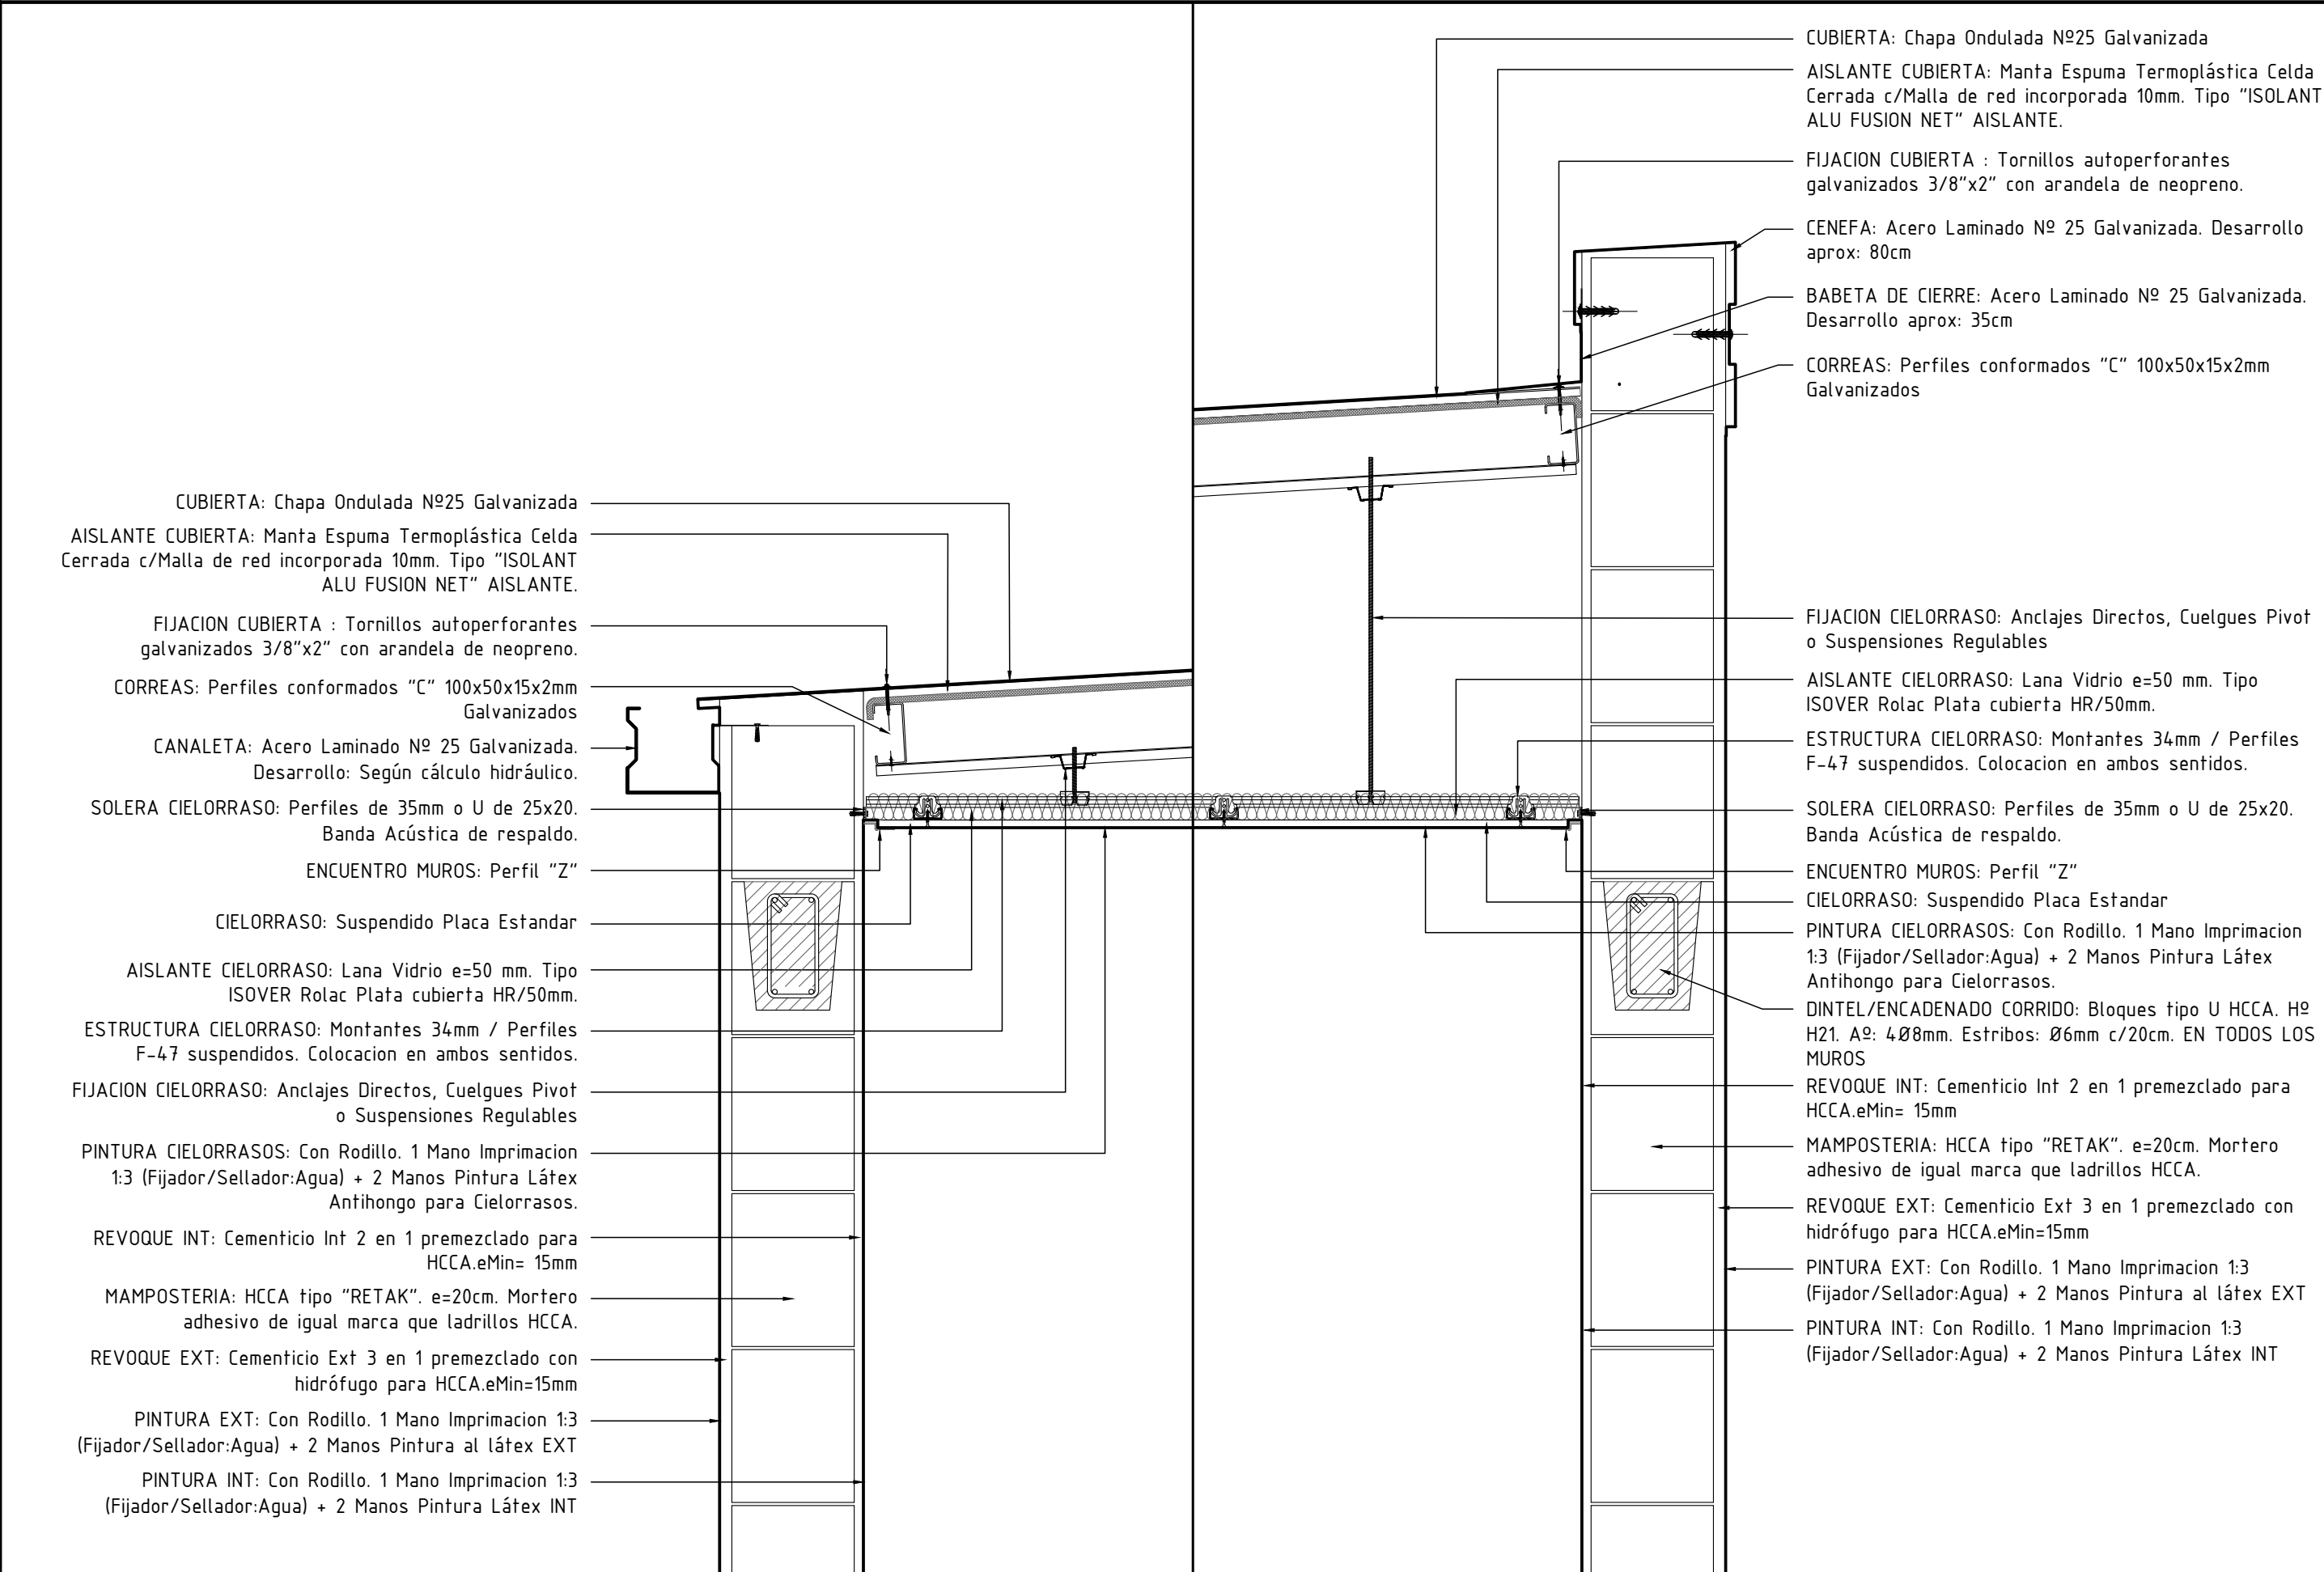 CUBIERTA: Chapa Ondulada Nº25 Galvanizada
AISLANTE CUBIERTA: Manta Espuma Termoplástica Celda
Cerrada c/Malla de red incorporada 10mm. Tipo "ISOLANT
ALU FUSION NET" AISLANTE.
FIJACION CUBIERTA : Tornillos autoperforantes
galvanizados 3/8"x2" con arandela de neopreno.
CORREAS: Perfiles conformados "C" 100x50x15x2mm
Galvanizados
CANALETA: Acero Laminado Nº 25 Galvanizada.
Desarrollo: Según cálculo hidráulico.
SOLERA CIELORRASO: Perfiles de 35mm o U de 25x20.
Banda Acústica de respaldo.
ENCUENTRO MUROS: Perfil "Z"
CIELORRASO: Suspendido Placa Estandar
AISLANTE CIELORRASO: Lana Vidrio e=50 mm. Tipo
ISOVER Rolac Plata cubierta HR/50mm.
ESTRUCTURA CIELORRASO: Montantes 34mm / Perfiles
F-47 suspendidos. Colocacion en ambos sentidos.
FIJACION CIELORRASO: Anclajes Directos, Cuelgues Pivot
o Suspensiones Regulables
PINTURA CIELORRASOS: Con Rodillo. 1 Mano Imprimacion
1:3 (Fijador/Sellador:Agua) + 2 Manos Pintura Látex
Antihongo para Cielorrasos.
REVOQUE INT: Cementicio Int 2 en 1 premezclado para
HCCA.eMin= 15mm
MAMPOSTERIA: HCCA tipo "RETAK". e=20cm. Mortero
adhesivo de igual marca que ladrillos HCCA.
REVOQUE EXT: Cementicio Ext 3 en 1 premezclado con
hidrófugo para HCCA.eMin=15mm
PINTURA EXT: Con Rodillo. 1 Mano Imprimacion 1:3
(Fijador/Sellador:Agua) + 2 Manos Pintura al látex EXT
PINTURA INT: Con Rodillo. 1 Mano Imprimacion 1:3
(Fijador/Sellador:Agua) + 2 Manos Pintura Látex INT
CUBIERTA: Chapa Ondulada Nº25 Galvanizada
AISLANTE CUBIERTA: Manta Espuma Termoplástica Celda
Cerrada c/Malla de red incorporada 10mm. Tipo "ISOLANT
ALU FUSION NET" AISLANTE.
FIJACION CUBIERTA : Tornillos autoperforantes
galvanizados 3/8"x2" con arandela de neopreno.
CENEFA: Acero Laminado Nº 25 Galvanizada. Desarrollo
aprox: 80cm
BABETA DE CIERRE: Acero Laminado Nº 25 Galvanizada.
Desarrollo aprox: 35cm
CORREAS: Perfiles conformados "C" 100x50x15x2mm
Galvanizados
FIJACION CIELORRASO: Anclajes Directos, Cuelgues Pivot
o Suspensiones Regulables
AISLANTE CIELORRASO: Lana Vidrio e=50 mm. Tipo
ISOVER Rolac Plata cubierta HR/50mm.
ESTRUCTURA CIELORRASO: Montantes 34mm / Perfiles
F-47 suspendidos. Colocacion en ambos sentidos.
SOLERA CIELORRASO: Perfiles de 35mm o U de 25x20.
Banda Acústica de respaldo.
ENCUENTRO MUROS: Perfil "Z"
CIELORRASO: Suspendido Placa Estandar
PINTURA CIELORRASOS: Con Rodillo. 1 Mano Imprimacion
1:3 (Fijador/Sellador:Agua) + 2 Manos Pintura Látex
Antihongo para Cielorrasos.
DINTEL/ENCADENADO CORRIDO: Bloques tipo U HCCA. Hº
H21. Aº: 4Ø8mm. Estribos: Ø6mm c/20cm. EN TODOS LOS
MUROS
REVOQUE INT: Cementicio Int 2 en 1 premezclado para
HCCA.eMin= 15mm
MAMPOSTERIA: HCCA tipo "RETAK". e=20cm. Mortero
adhesivo de igual marca que ladrillos HCCA.
REVOQUE EXT: Cementicio Ext 3 en 1 premezclado con
hidrófugo para HCCA.eMin=15mm
PINTURA EXT: Con Rodillo. 1 Mano Imprimacion 1:3
(Fijador/Sellador:Agua) + 2 Manos Pintura al látex EXT
PINTURA INT: Con Rodillo. 1 Mano Imprimacion 1:3
(Fijador/Sellador:Agua) + 2 Manos Pintura Látex INT